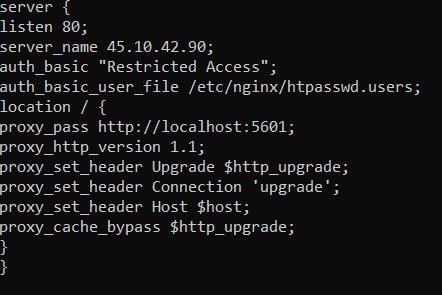 server {
listen 80;
server_name 45.10.42.90;
auth_basic "Restricted Access";
auth_basic_user_file /etc/nginx/htpasswd.users;
location / {
proxy_pass http://localhost:5601;
proxy_http_version 1.1;
proxy_set_header Upgrade $http_upgrade;
proxy_set_header Connection 'upgrade';
proxy_set_header Host $host;
proxy_cache_bypass $http_upgrade;
}
}